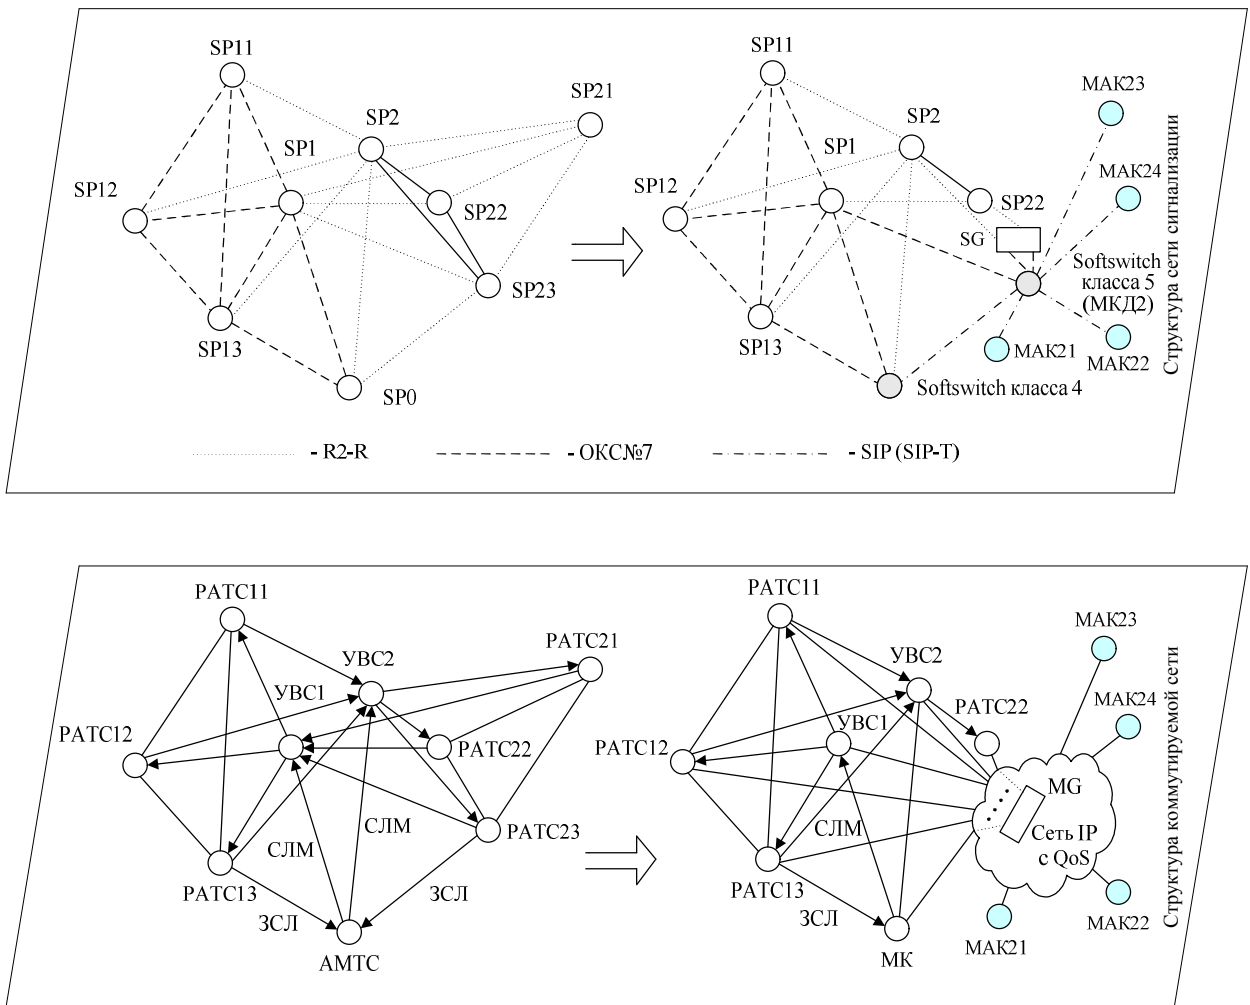 SP11
SP2
SP21
SP1
SP12
SP22
SP23
SP13
SP0
SP11
SP2
МАК23
SP1
МАК24
SP12
SP22
SG
Softswitch
класса 5
(МКД2)
SP13
МАК21
МАК22
Softswitch класса 4
- R2-R
- ОКС№7
- SIP (SIP-T)
Структура сети сигнализации
РАТС11
УВС2
РАТС21
УВС1
РАТС12
РАТС22
СЛМ
РАТС23
СЛМ
РАТС13
ЗСЛ
ЗСЛ
АМТС
РАТС11
МАК23
УВС2
МАК24
РАТС22
УВС1
РАТС12
MG
СЛМ
Сеть IP
с QoS
РАТС13
ЗСЛ
МАК22
МАК21
МК
Структура коммутируемой сети